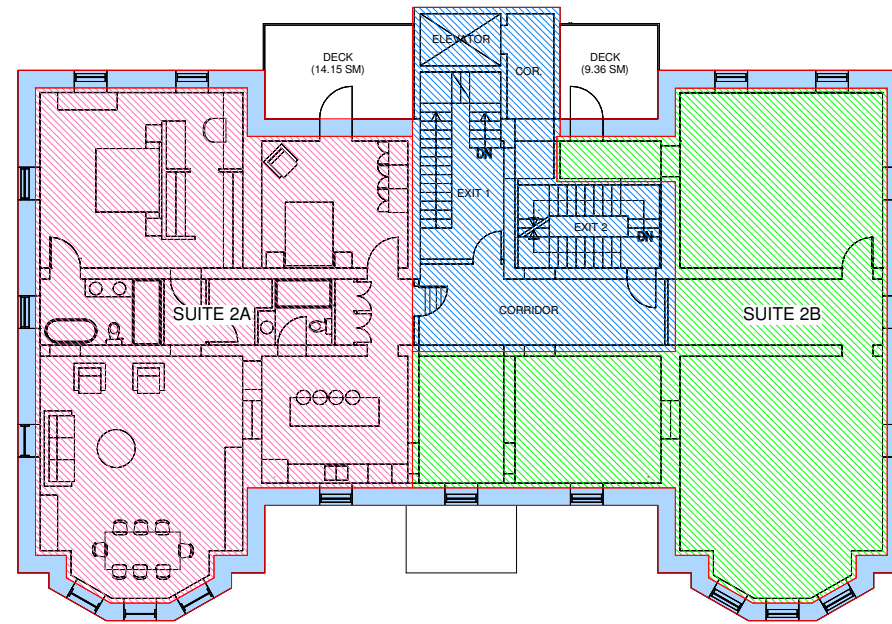 ELEVATOR
DECK
(14.15 SM)
DECK
(9.36 SM)
COR.
DN
EXIT 1
EXIT 2
DN
CORRIDOR
SUITE 2A
SUITE 2B